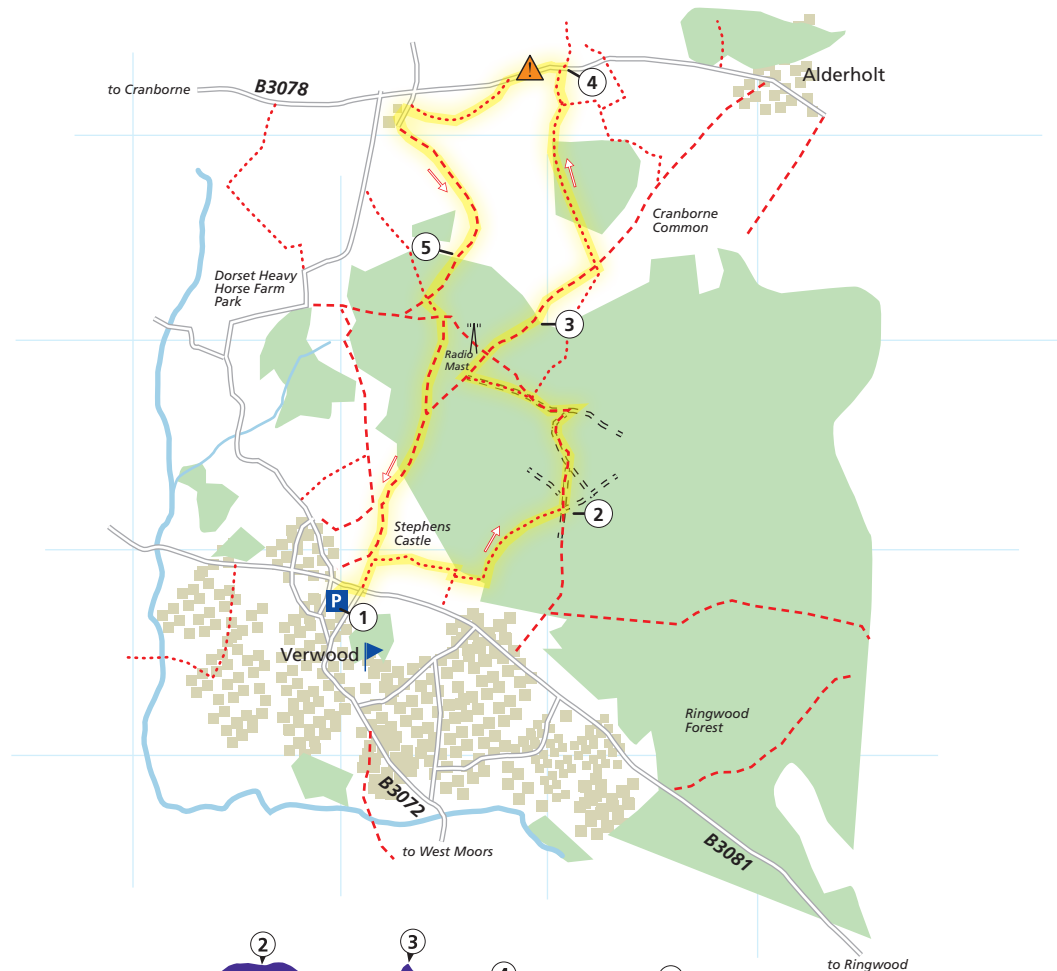 Alderholt
4
to Cranborne
B3078
Cranborne
Common
5
Dorset Heavy
Horse Farm
Park
3
Radio
Mast
2
Stephens
Castle
P
1
Verwood
Ringwood
Forest
B3072
to West Moors
B3081
to Ringwood
2
3
4